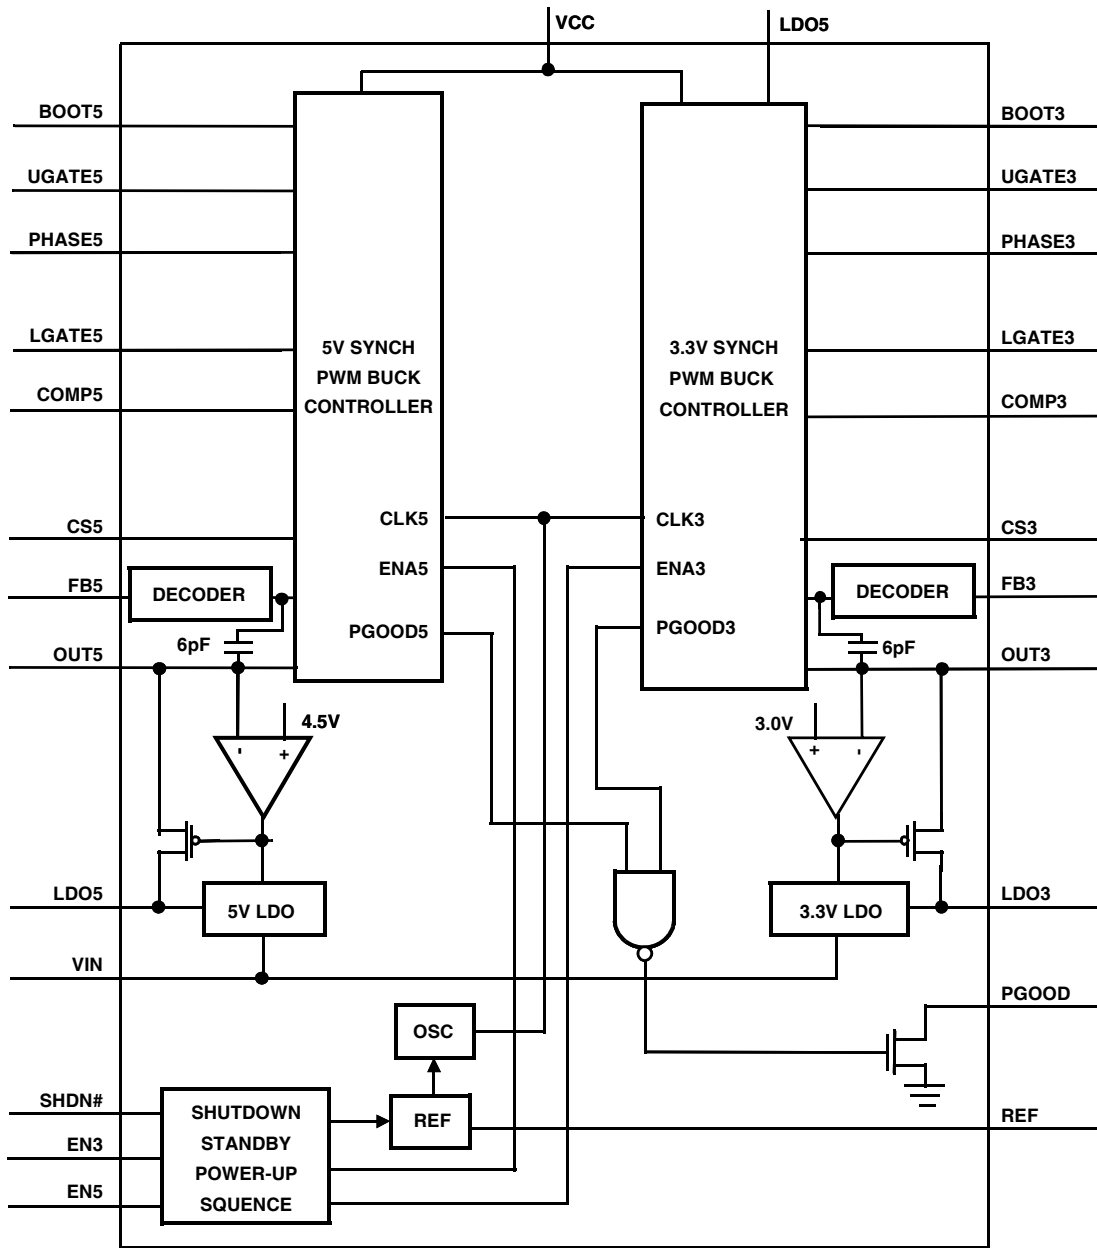 VCC
LDO5
BOOT5
BOOT3
UGATE5
UGATE3
PHASE5
PHASE3
LGATE5
LGATE3
5V SYNCH
PWM BUCK
CONTROLLER
3.3V SYNCH
PWM BUCK
CONTROLLER
COMP5
COMP3
CS5
CS3
CLK5
CLK3
ENA5
ENA3
FB5
DECODER
DECODER
FB3
PGOOD5
PGOOD3
6pF
6pF
OUT5
OUT3
4.5V
3.0V
-
+
+
-
LDO5
5V LDO
3.3V LDO
LDO3
VIN
PGOOD
OSC
SHDN#
EN3
EN5
SHUTDOWN
STANDBY
POWER-UP
SQUENCE
REF
REF